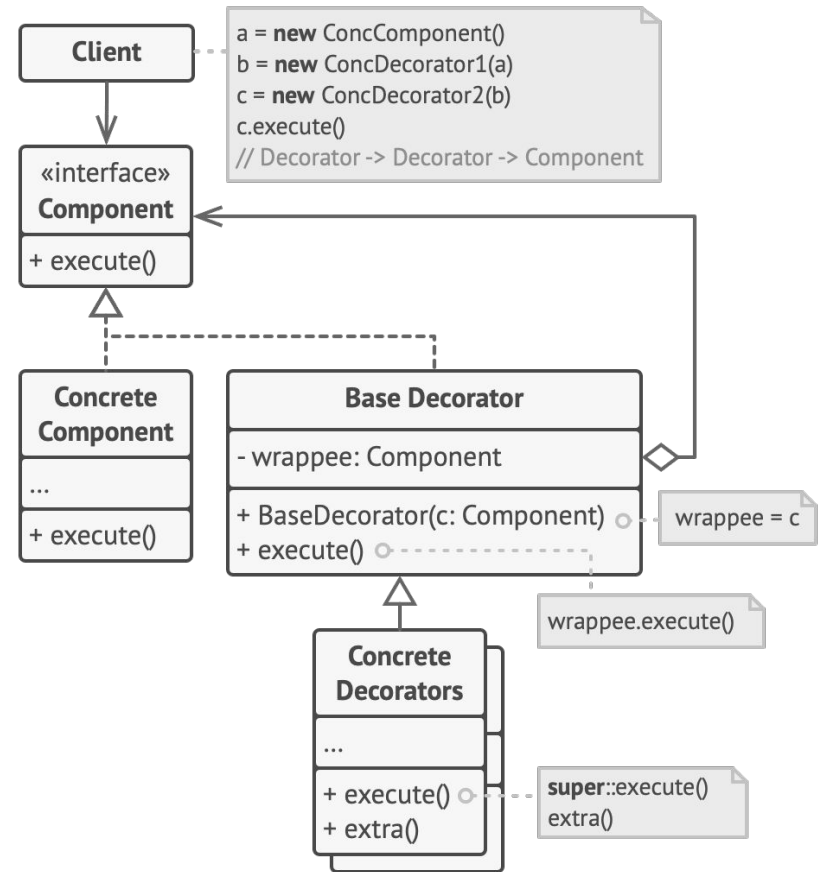 Client
a = new ConcComponent()
b = new ConcDecorator1(a)
c = new ConcDecorator2(b)
c.execute()
// Decorator -> Decorator -> Component
«interface»
Component
+ execute()
Concrete
Component
...
+ execute()
Base Decorator
- wrappee: Component
+ BaseDecorator(c: Component)
+ execute()
wrappee = c
wrappee.execute()
Concrete
Decorators
...
+ execute()
+ extra()
super::execute()
extra()